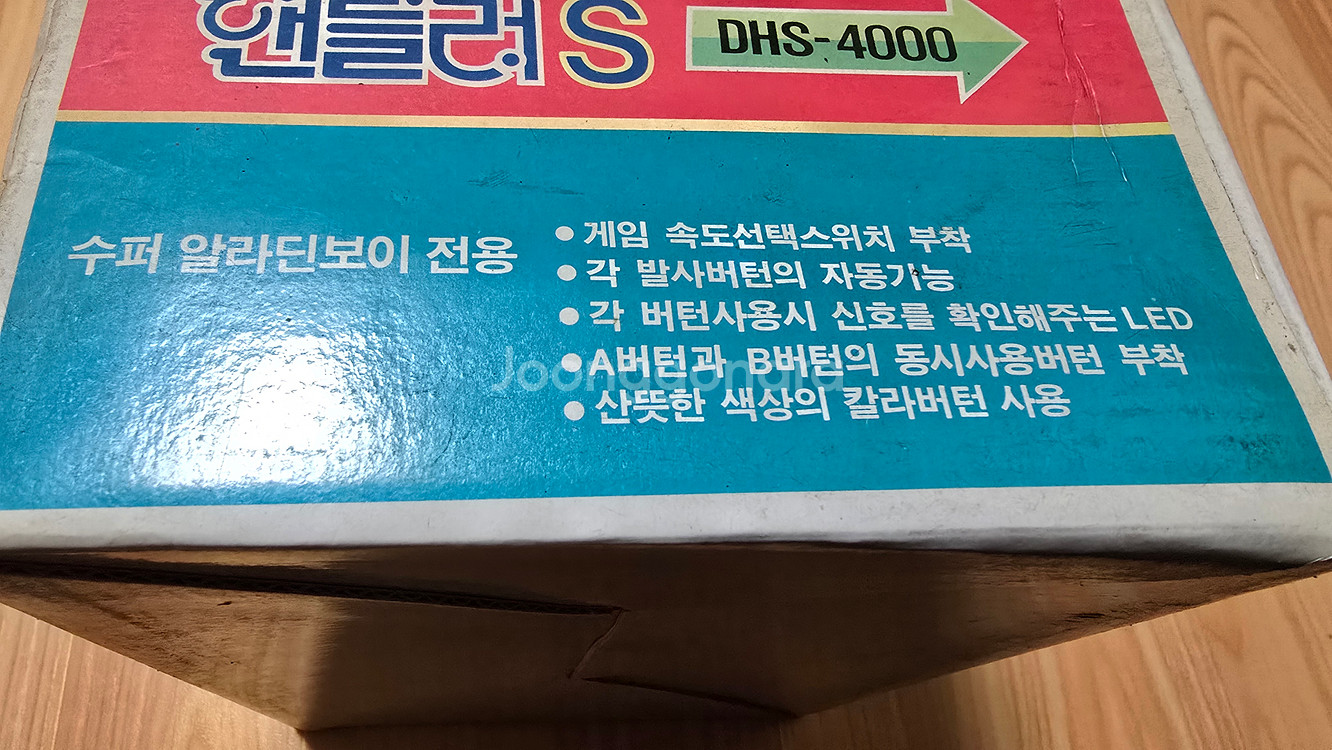 핸들러 S DHS-4000
수퍼 알라딘보이 전용
● 게임 속도선택스위치 부착
● 각 발사버턴의 자동기능
● 각 버턴사용시 신호를 확인해주는 LED
● A버턴과 B버턴의 동시사용버턴 부착
● 산뜻한 색상의 칼라버턴 사용
Joonggonara